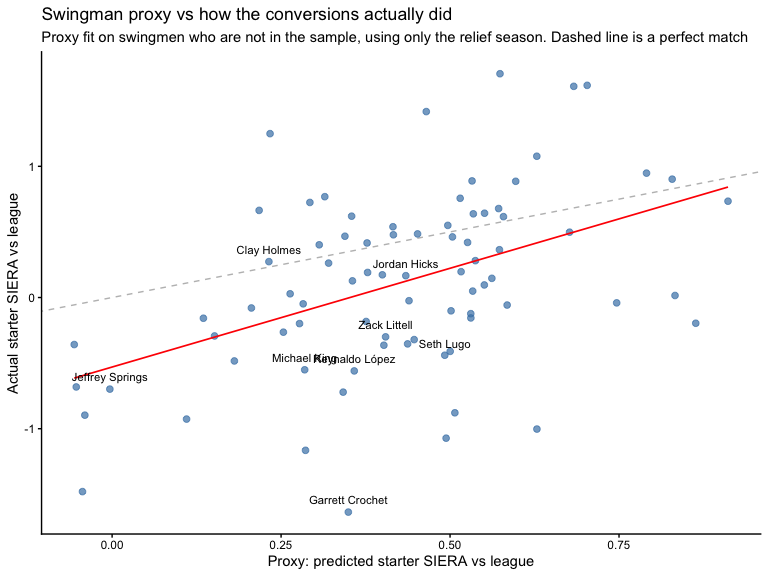 Swingman proxy vs how the conversions actually did
Proxy fit on swingmen who are not in the sample, using only the relief season. Dashed line is a perfect match
1
0
-1
Actual starter SIERA vs league
Clay Holmes
Jordan Hicks
Zack Littell
Seth Lugo
Michael King
Reynaldo López
Jeffrey Springs
Garrett Crochet
0.00
0.25
0.50
0.75
Proxy: predicted starter SIERA vs league